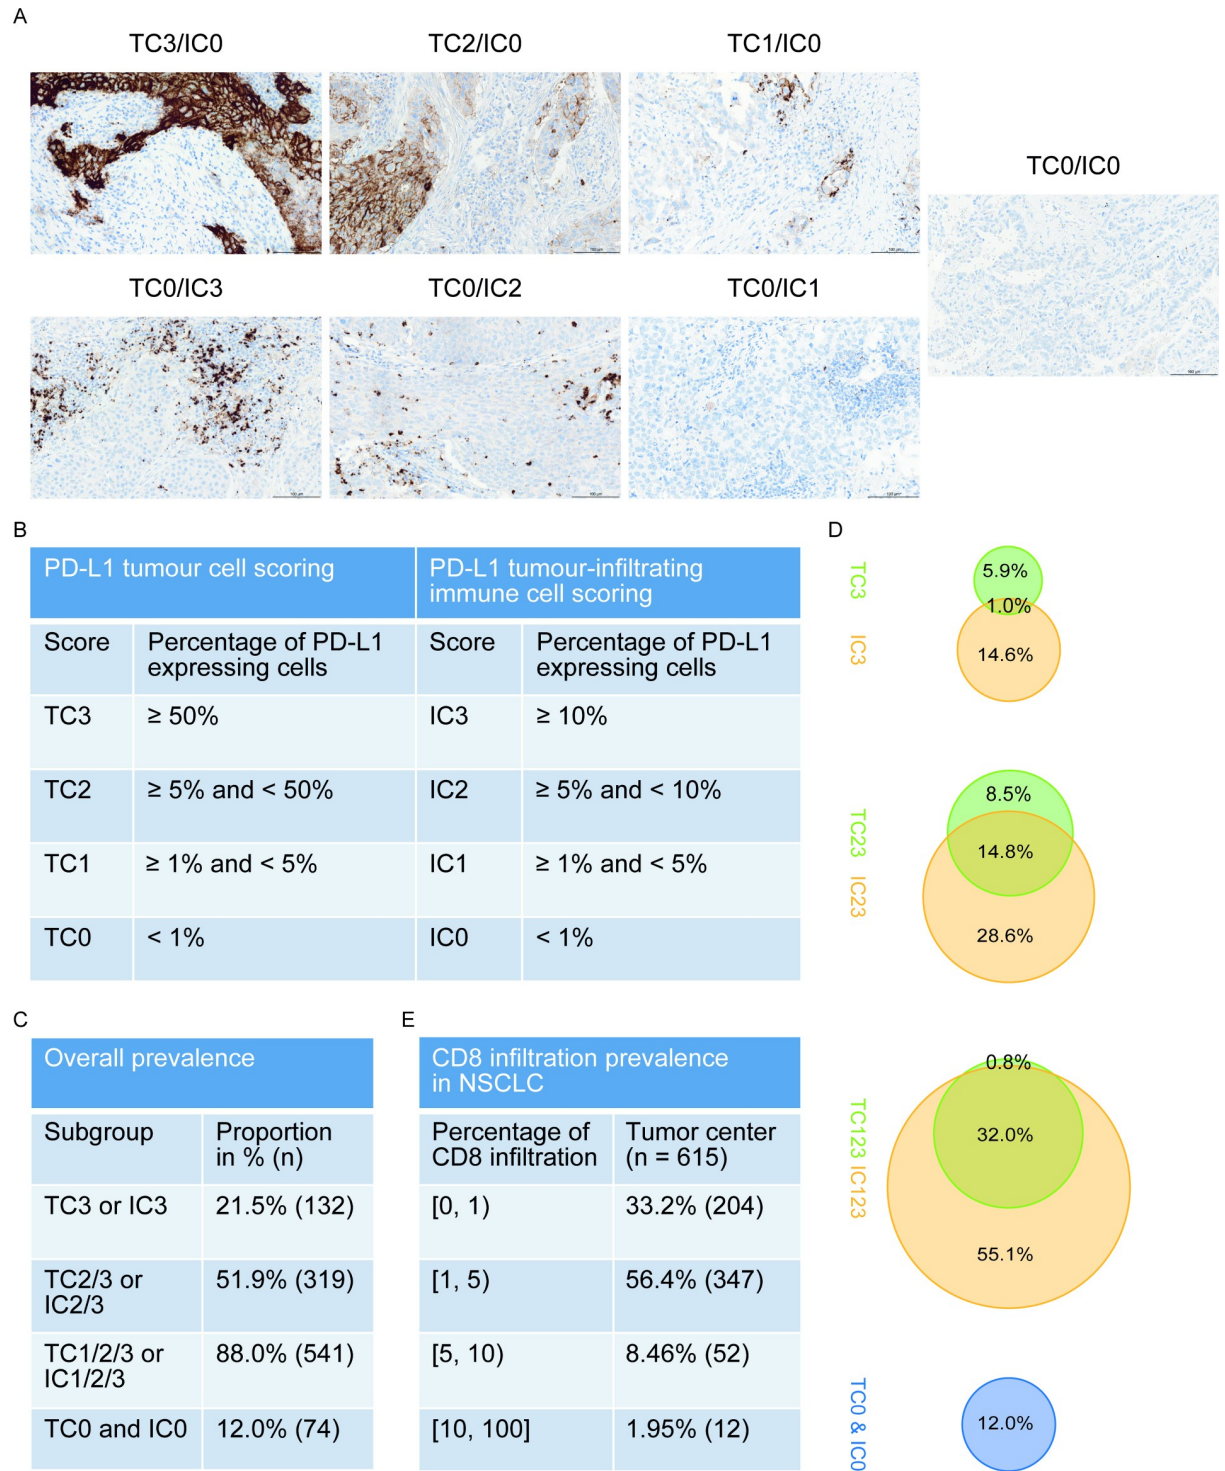 A
TC3/IC0
TC2/IC0
TC1/IC0
TC0/IC0
TC0/IC3
TC0/IC2
TC0/IC1
100 µm
100 µm
100 µm
100 µm
B
PD-L1 tumour cell scoring
PD-L1 tumour-infiltrating
immune cell scoring
Score
Percentage of PD-L1
expressing cells
Score
Percentage of PD-L1
expressing cells
TC3
≥ 50%
IC3
≥ 10%
TC2
≥ 5% and < 50%
IC2
≥ 5% and < 10%
TC1
≥ 1% and < 5%
IC1
≥ 1% and < 5%
TC0
< 1%
IC0
< 1%
C
Overall prevalence
Subgroup
Proportion
in % (n)
TC3 or IC3
21.5% (132)
TC2/3 or
IC2/3
51.9% (319)
TC1/2/3 or
IC1/2/3
88.0% (541)
TC0 and IC0
12.0% (74)
D
TC3
IC3
5.9%
1.0%
14.6%
TC23
IC23
8.5%
14.8%
28.6%
TC123
IC123
0.8%
32.0%
55.1%
TC0 & IC0
12.0%
E
CD8 infiltration prevalence
in NSCLC
Percentage of
CD8 infiltration
Tumor center
(n = 615)
[0, 1)
33.2% (204)
[1, 5)
56.4% (347)
[5, 10)
8.46% (52)
[10, 100]
1.95% (12)